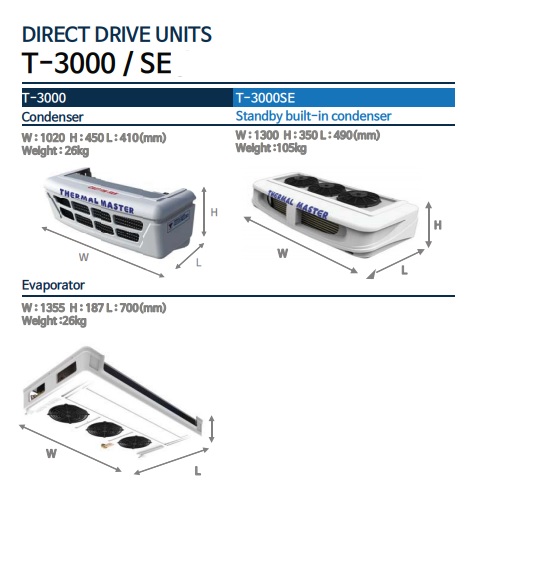 DIRECT DRIVE UNITS
T-3000 / SE
T-3000
T-3000SE
Condenser
Standby built-in condenser
W : 1020 H : 450 L : 410(mm)
Weight : 26kg
W : 1300 H : 350 L : 490(mm)
Weight :105kg
THERMAL MASTER
H
W
L
THERMAL MASTER
H
W
L
Evaporator
W : 1355 H : 187 L : 700(mm)
Weight :26kg
W
L